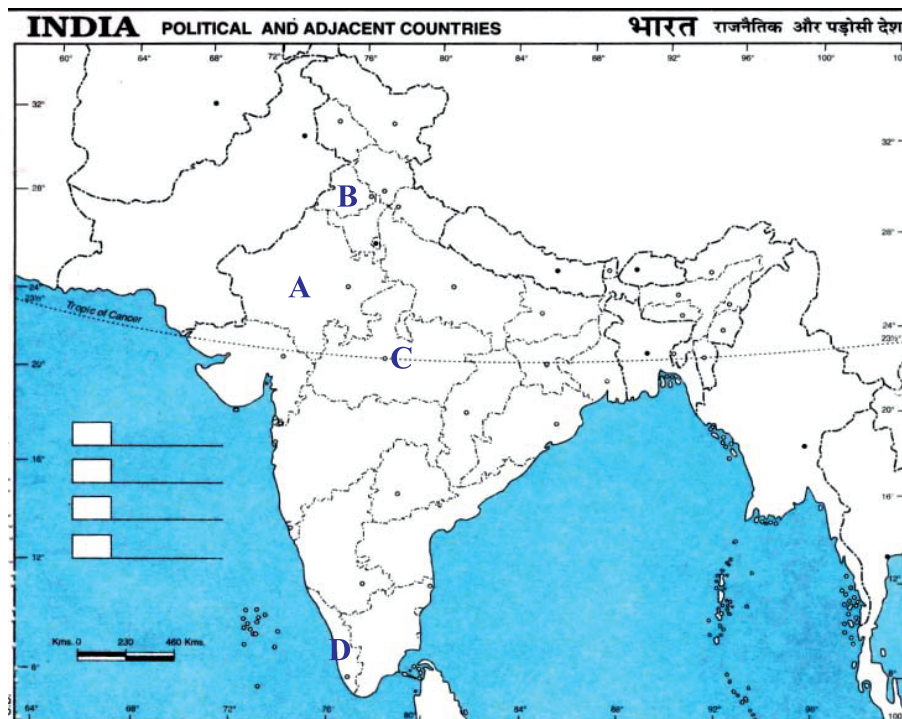 INDIA POLITICAL AND ADJACENT COUNTRIES भारत राजनैतिक और पड़ोसी देश
60° 64° 68° 72° 76° 80° 84° 88° 92° 96° 100°
32° 32°
28° 28°
B
A
24° 24°
23½° 23½°
Tropic of Cancer
C
20° 20°
16° 16°
12° 12°
Kms. 0 230 460 Kms.
D
8° 8°
64° 68° 72° 76° 80° 84° 88° 92° 96° 100°